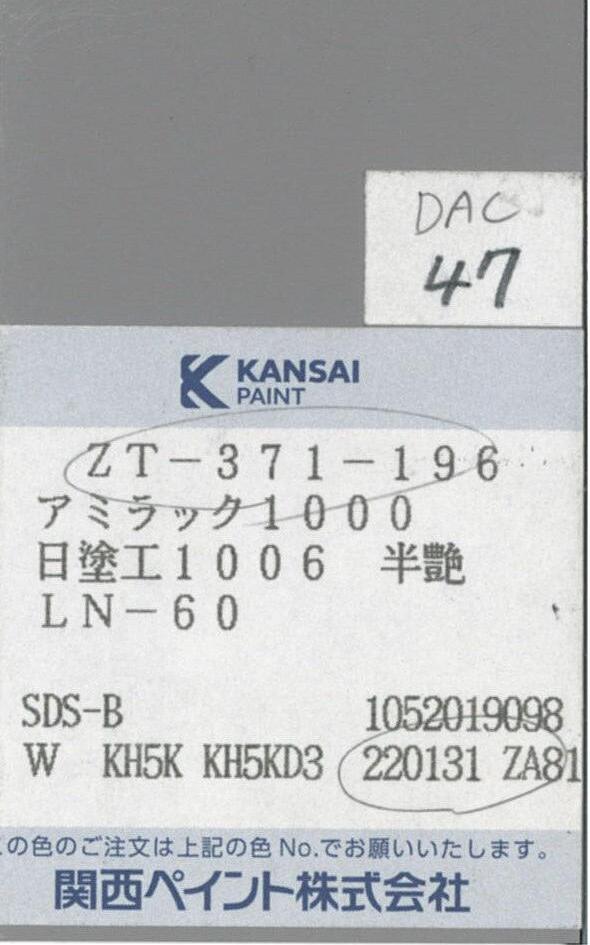 DAC
47
KANSAI
PAINT
ZT-371-196
アミラック1000
日塗工1006 半艶
LN-60
SDS-B 1052019098
W KH5K KH5KD3 220131 ZA81
の色のご注文は上記の色No.でお願いいたします。
関西ペイント株式会社